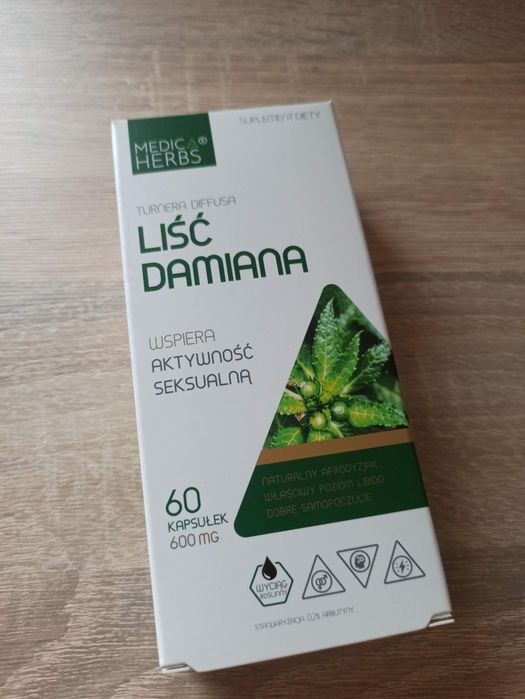 SUPLEMENT DIETY
MEDICA®
HERBS
TURNERA DIFFUSA
LIŚĆ
DAMIANA
WSPIERA
AKTYWNOŚĆ
SEKSUALNĄ
NATURALNY AFRODYZJAK
WŁAŚCIWY POZIOM LIBIDO
DOBRE SAMOPOCZUCIE
60
KAPSUŁEK
600 MG
WYCIĄG
ROŚLINNY
STANDARYZACJA: 0,2% ARBUTYNY